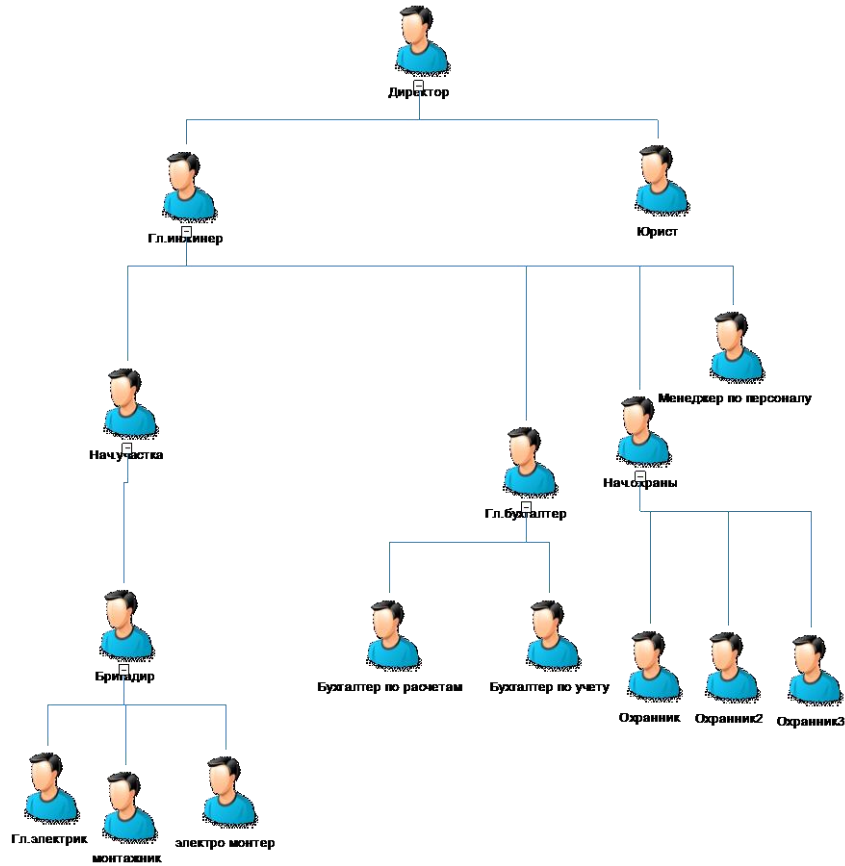 Директор
Гл.инжинер
Юрист
Менеджер по персоналу
Нач.участка
Нач.охраны
Гл.бухгалтер
Бригадир
Бухгалтер по расчетам
Бухгалтер по учету
Охранник
Охранник2
Охранник3
Гл.электрик
монтажник
электро монтер